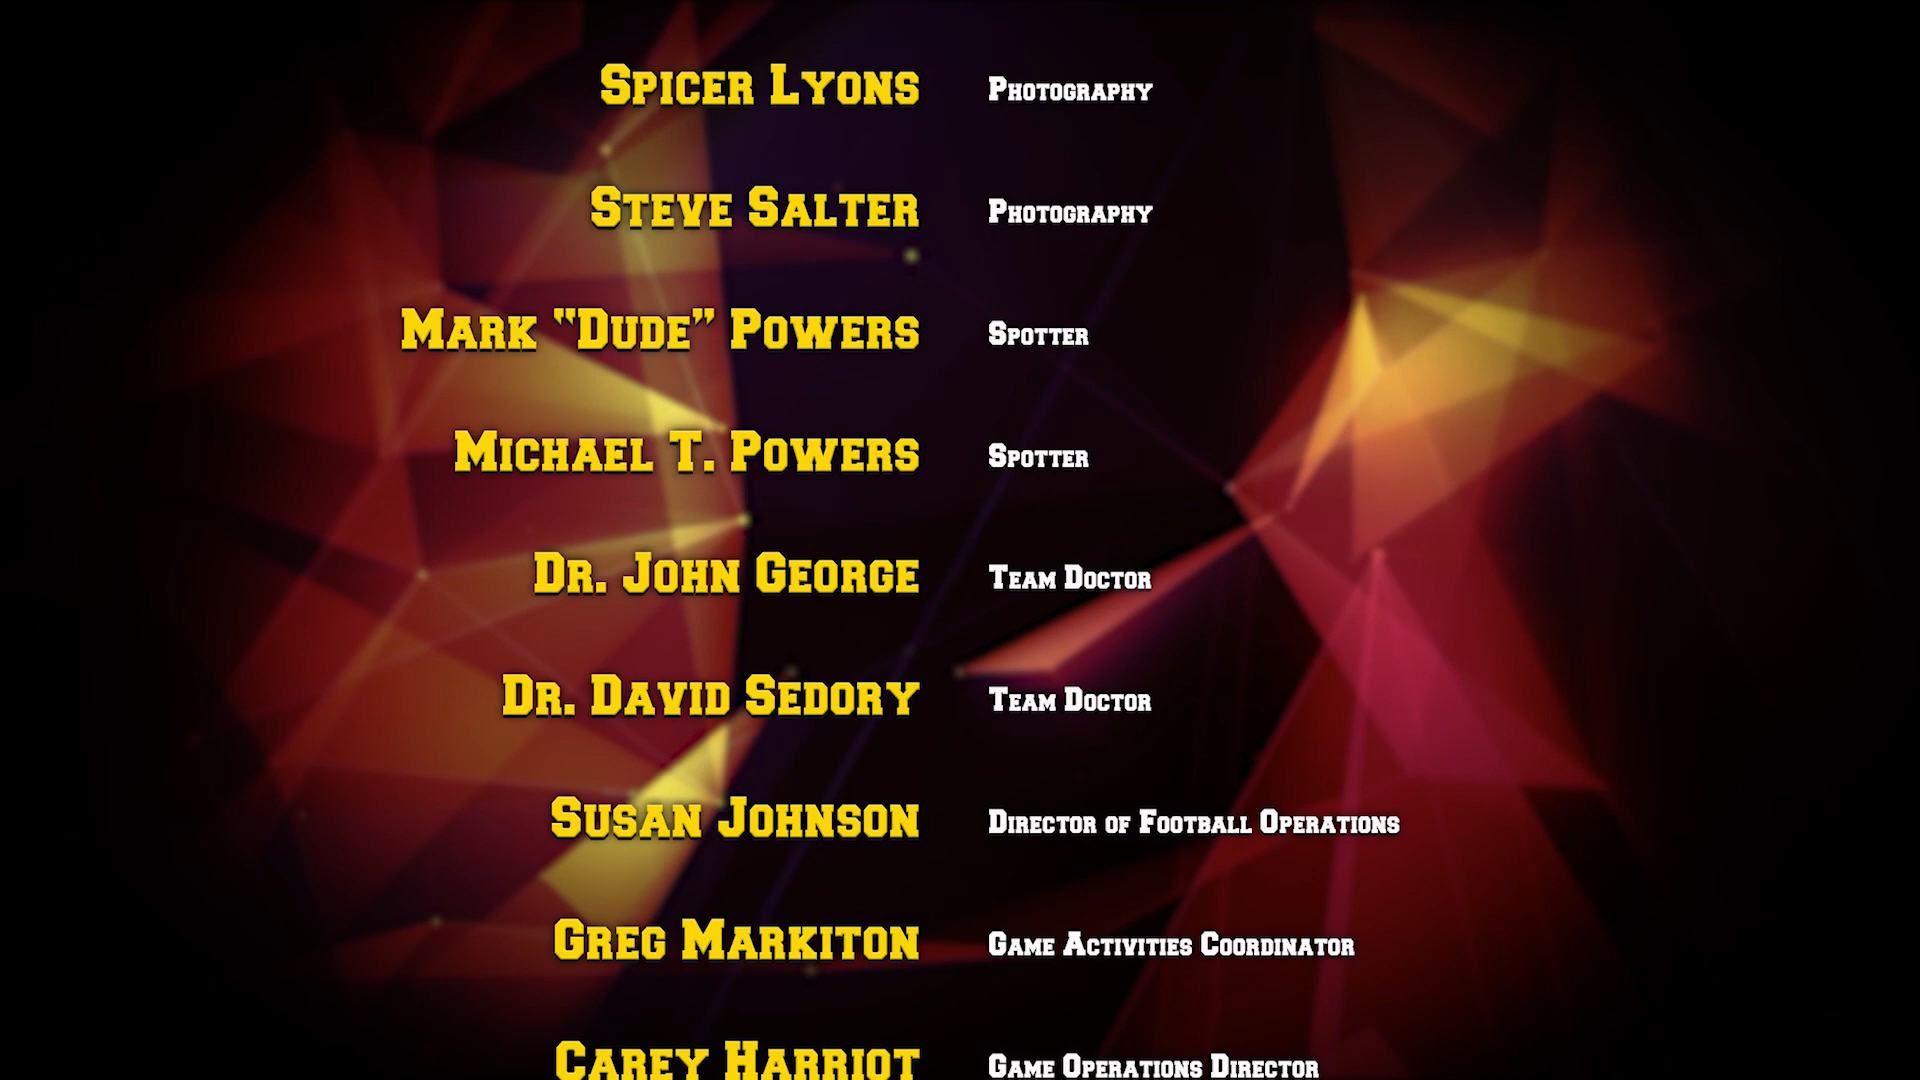 Spicer Lyons Photography
Steve Salter Photography
Mark “Dude” Powers Spotter
Michael T. Powers Spotter
Dr. John George Team Doctor
Dr. David Sedory Team Doctor
Susan Johnson Director of Football Operations
Greg Markiton Game Activities Coordinator
Carey Harriot Game Operations Director